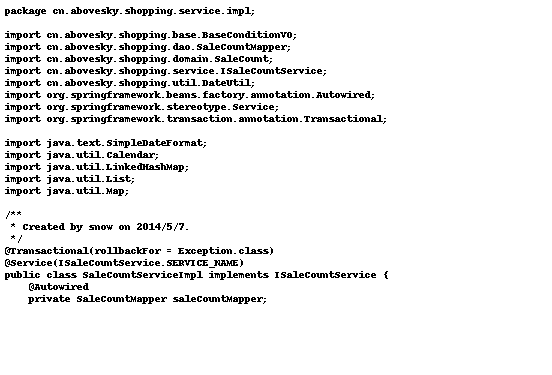 package cn.abovesky.shopping.service.impl;

import cn.abovesky.shopping.base.BaseConditionVO;
import cn.abovesky.shopping.dao.SaleCountMapper;
import cn.abovesky.shopping.domain.SaleCount;
import cn.abovesky.shopping.service.ISaleCountService;
import cn.abovesky.shopping.util.DateUtil;
import org.springframework.beans.factory.annotation.Autowired;
import org.springframework.stereotype.Service;
import org.springframework.transaction.annotation.Transactional;

import java.text.SimpleDateFormat;
import java.util.Calendar;
import java.util.LinkedHashMap;
import java.util.List;
import java.util.Map;

/**
 * Created by snow on 2014/5/7.
 */
@Transactional(rollbackFor = Exception.class)
@Service(ISaleCountService.SERVICE_NAME)
public class SaleCountServiceImpl implements ISaleCountService {
    @Autowired
    private SaleCountMapper saleCountMapper;